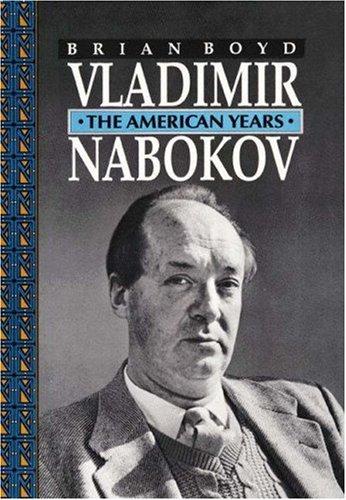 BRIAN BOYD
VLADIMIR
• THE AMERICAN YEARS •
NABOKOV